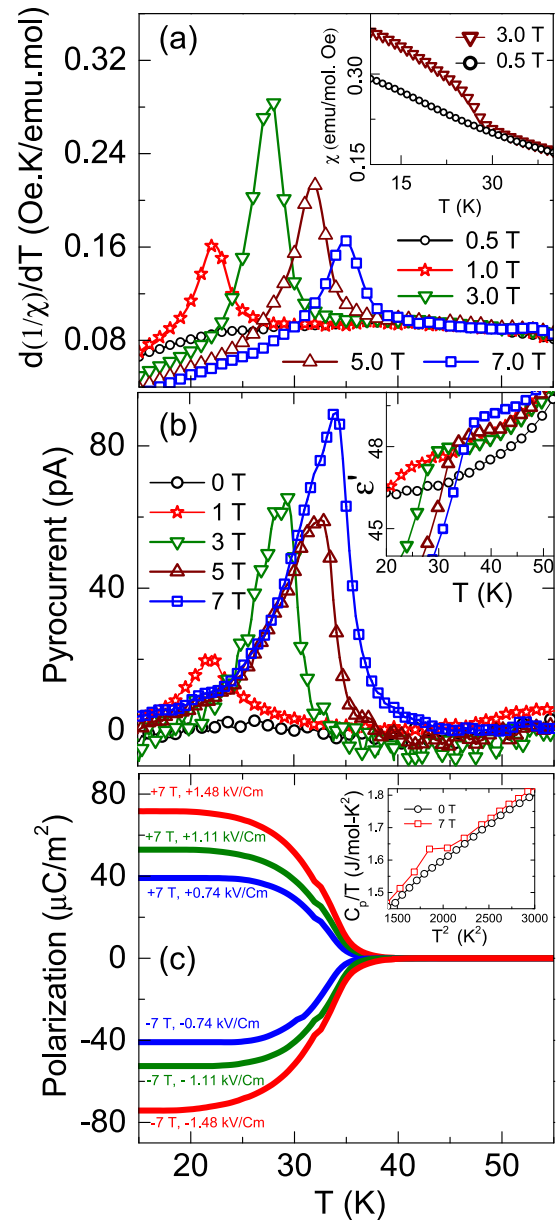 (a)
d(1/χ)/dT (Oe.K/emu.mol)
0.32
0.24
0.16
0.08
χ (emu/mol. Oe)
0.30
0.15
15
30
T (K)
3.0 T
0.5 T
0.5 T
1.0 T
3.0 T
5.0 T
7.0 T
(b)
Pyrocurrent (pA)
80
40
0
0 T
1 T
3 T
5 T
7 T
ε'
48
45
20
30
40
50
T (K)
(c)
Polarization (μC/m²)
80
40
0
-40
-80
+7 T, +1.48 kV/Cm
+7 T, +1.11 kV/Cm
+7 T, +0.74 kV/Cm
-7 T, -0.74 kV/Cm
-7 T, - 1.11 kV/Cm
-7 T, -1.48 kV/Cm
Cp/T (J/mol-K²)
1.8
1.7
1.6
1.5
0 T
7 T
1500
2000
2500
3000
T² (K²)
20
30
40
50
T (K)